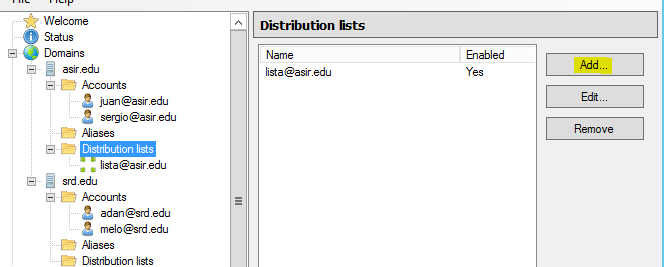 Help
Welcome
Status
Domains
asir.edu
Accounts
juan@asir.edu
sergio@asir.edu
Aliases
Distribution lists
lista@asir.edu
srd.edu
Accounts
adan@srd.edu
melo@srd.edu
Aliases
Distribution lists
Distribution lists
Name Enabled
lista@asir.edu Yes
Add...
Edit...
Remove